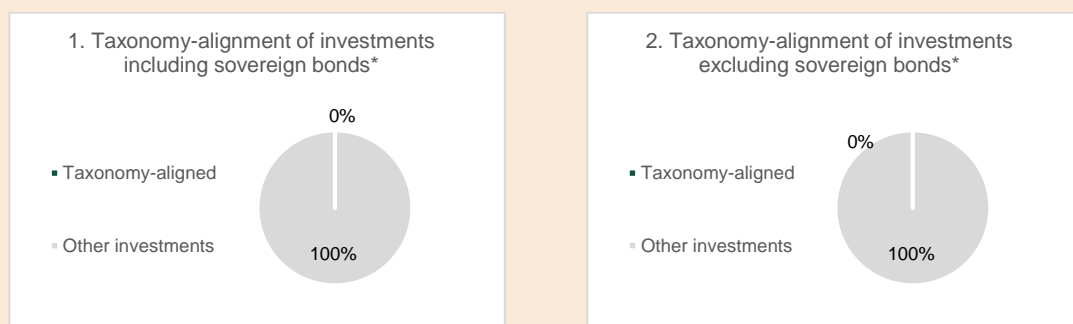 1. Taxonomy-alignment of investments
including sovereign bonds*
0%
Taxonomy-aligned
Other investments
100%
2. Taxonomy-alignment of investments
excluding sovereign bonds*
0%
Taxonomy-aligned
Other investments
100%